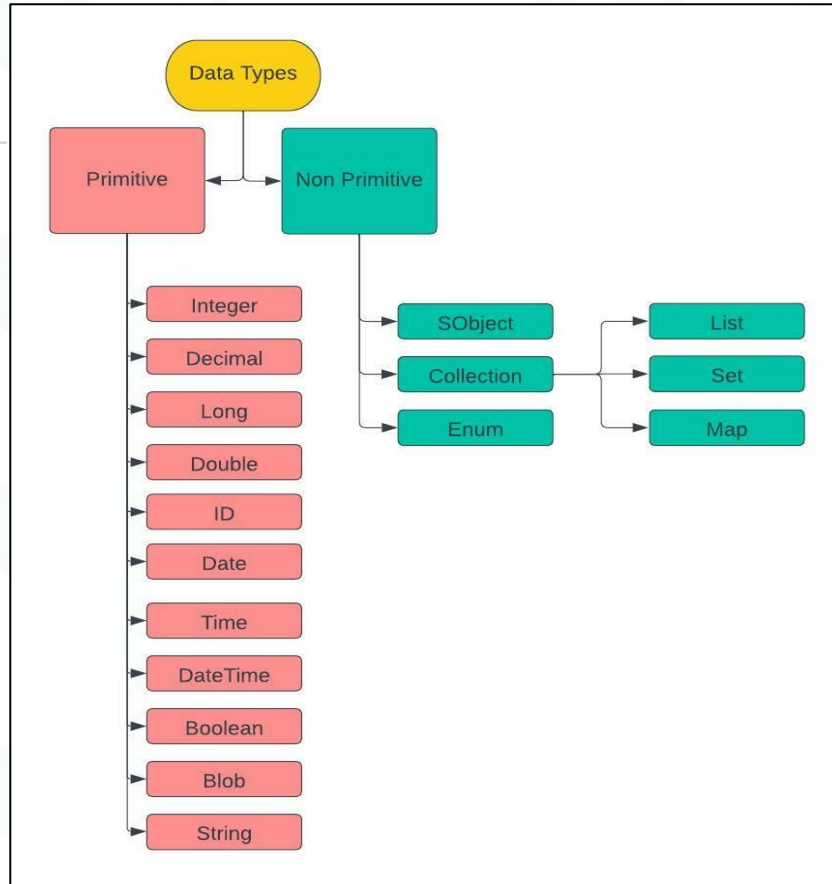 Data Types
Primitive
Non Primitive
Integer
Decimal
Long
Double
ID
Date
Time
DateTime
Boolean
Blob
String
SObject
Collection
Enum
List
Set
Map